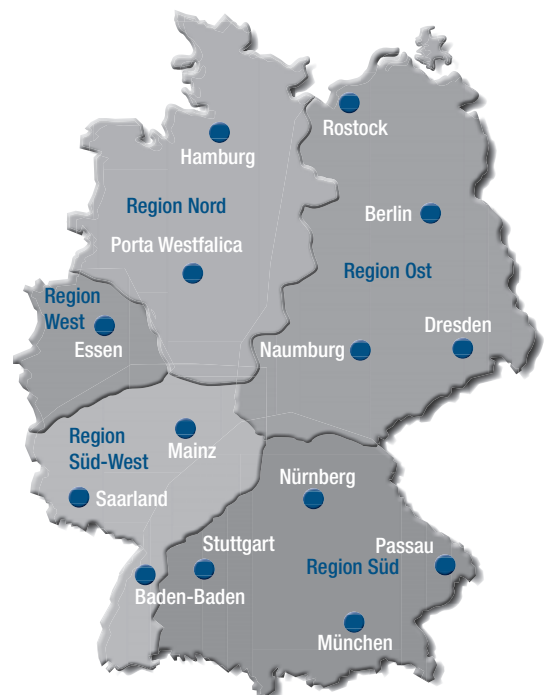 Rostock
Hamburg
Region Nord
Berlin
Porta Westfalica
Region Ost
Region
West
Essen
Dresden
Naumburg
Region
Süd-West
Mainz
Saarland
Nürnberg
Stuttgart
Passau
Region Süd
Baden-Baden
München